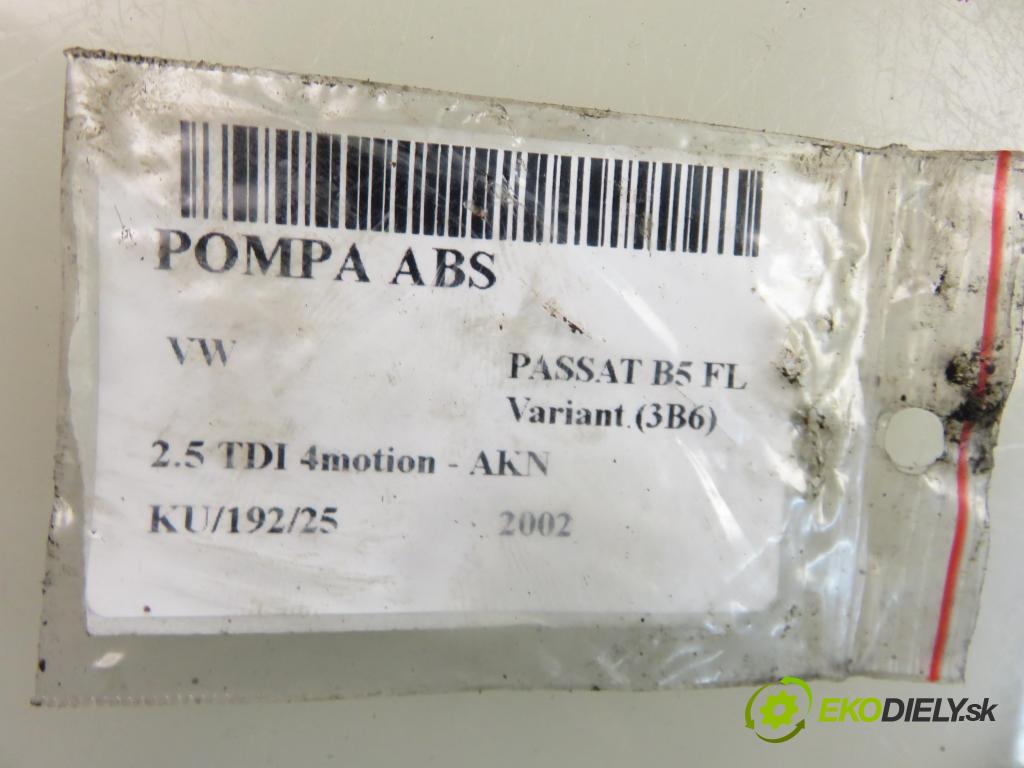 POMPA ABS
VW
PASSAT B5 FL
Variant (3B6)
2.5 TDI 4motion - AKN
KU/192/25 2002
EKODIELY.sk